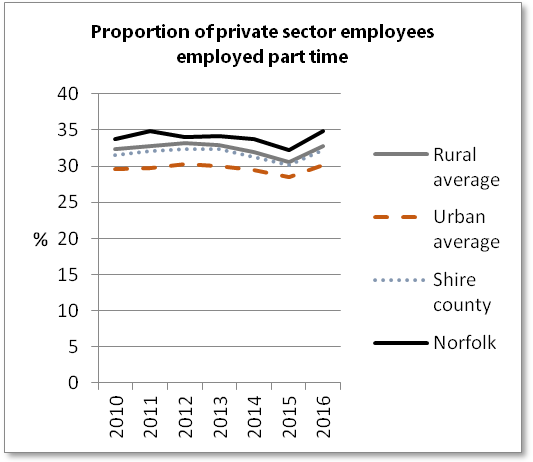 Proportion of private sector employees
employed part time
40
35
30
25
20
15
10
5
0
%
2010
2011
2012
2013
2014
2015
2016
Rural
average
Urban
average
Shire
county
Norfolk